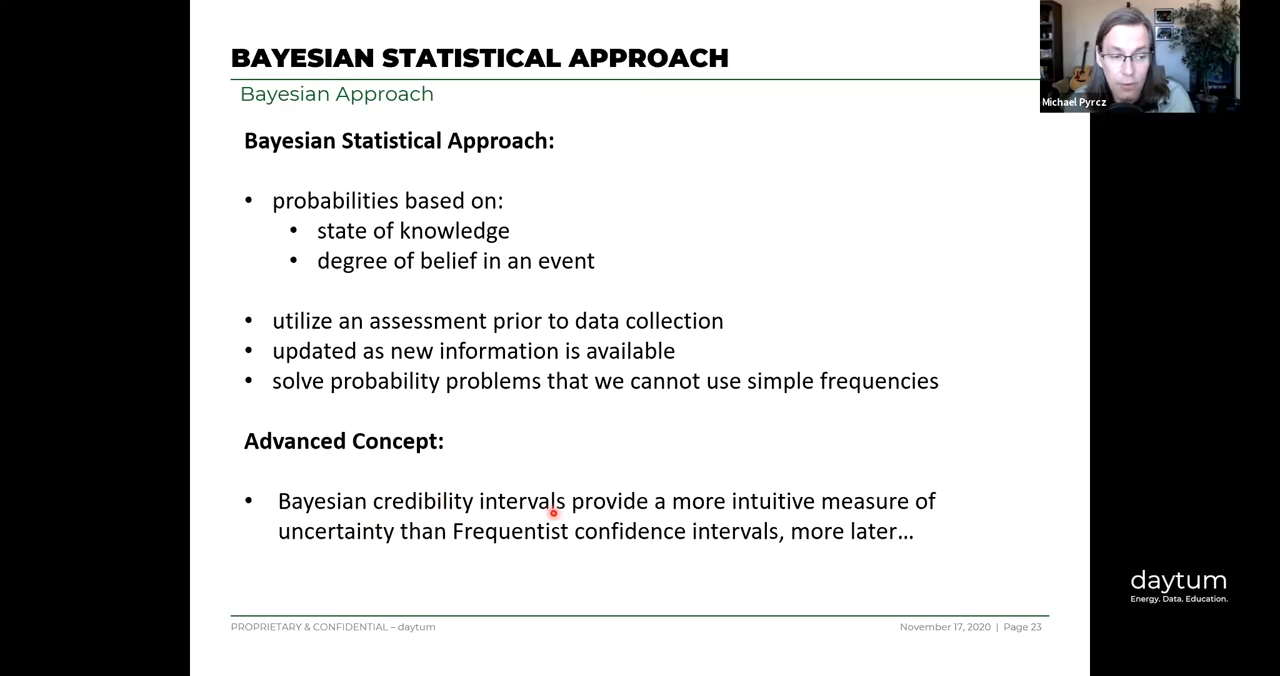 BAYESIAN STATISTICAL APPROACH
Bayesian Approach
Michael Pyrcz
Bayesian Statistical Approach:
• probabilities based on:
• state of knowledge
• degree of belief in an event
• utilize an assessment prior to data collection
• updated as new information is available
• solve probability problems that we cannot use simple frequencies
Advanced Concept:
• Bayesian credibility intervals provide a more intuitive measure of
uncertainty than Frequentist confidence intervals, more later…
daytum
Energy. Data. Education.
PROPRIETARY & CONFIDENTIAL – daytum
November 17, 2020 | Page 23